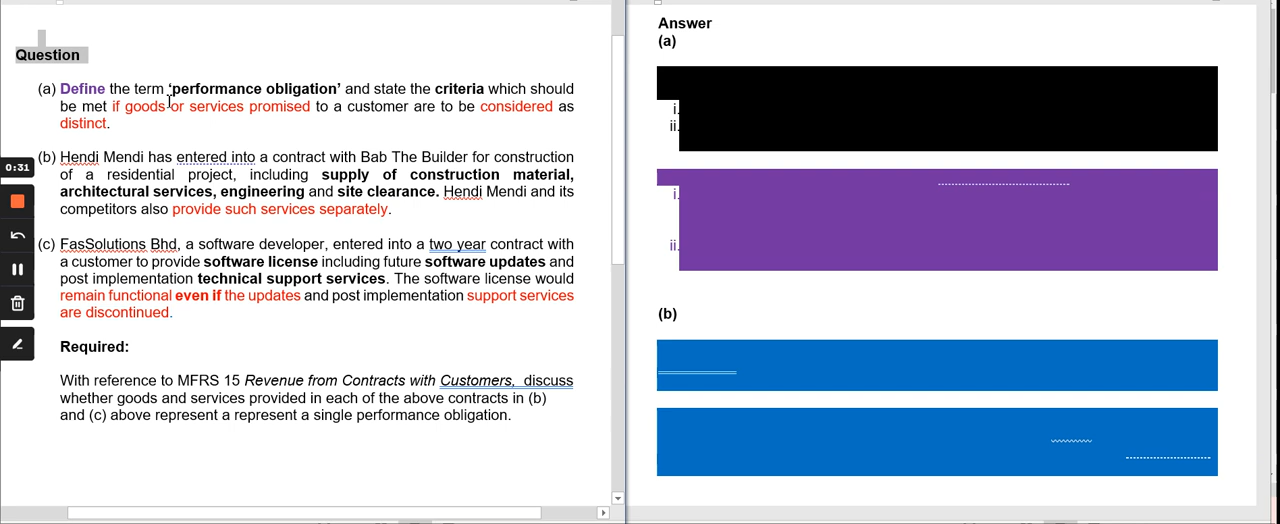 Question
(a) Define the term ‘performance obligation’ and state the criteria which should
be met if goods or services promised to a customer are to be considered as
distinct.
(b) Hendi Mendi has entered into a contract with Bab The Builder for construction
of a residential project, including supply of construction material,
architectural services, engineering and site clearance. Hendi Mendi and its
competitors also provide such services separately.
(c) FasSolutions Bhd, a software developer, entered into a two year contract with
a customer to provide software license including future software updates and
post implementation technical support services. The software license would
remain functional even if the updates and post implementation support services
are discontinued.
Required:
With reference to MFRS 15 Revenue from Contracts with Customers, discuss
whether goods and services provided in each of the above contracts in (b)
and (c) above represent a represent a single performance obligation.
0:31
Answer
(a)
i.
ii.
i.
ii.
(b)